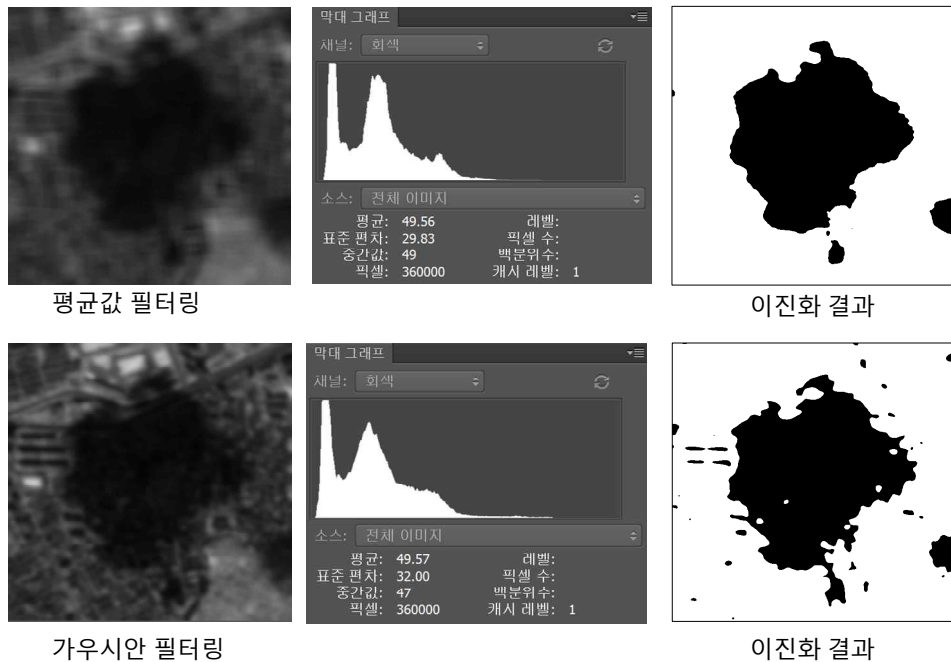 막대 그래프
채널: 회색
소스: 전체 이미지
평균: 49.56 레벨:
표준 편차: 29.83 픽셀 수:
중간값: 49 백분위수:
픽셀: 360000 캐시 레벨: 1
평균값 필터링
이진화 결과
막대 그래프
채널: 회색
소스: 전체 이미지
평균: 49.57 레벨:
표준 편차: 32.00 픽셀 수:
중간값: 47 백분위수:
픽셀: 360000 캐시 레벨: 1
가우시안 필터링
이진화 결과